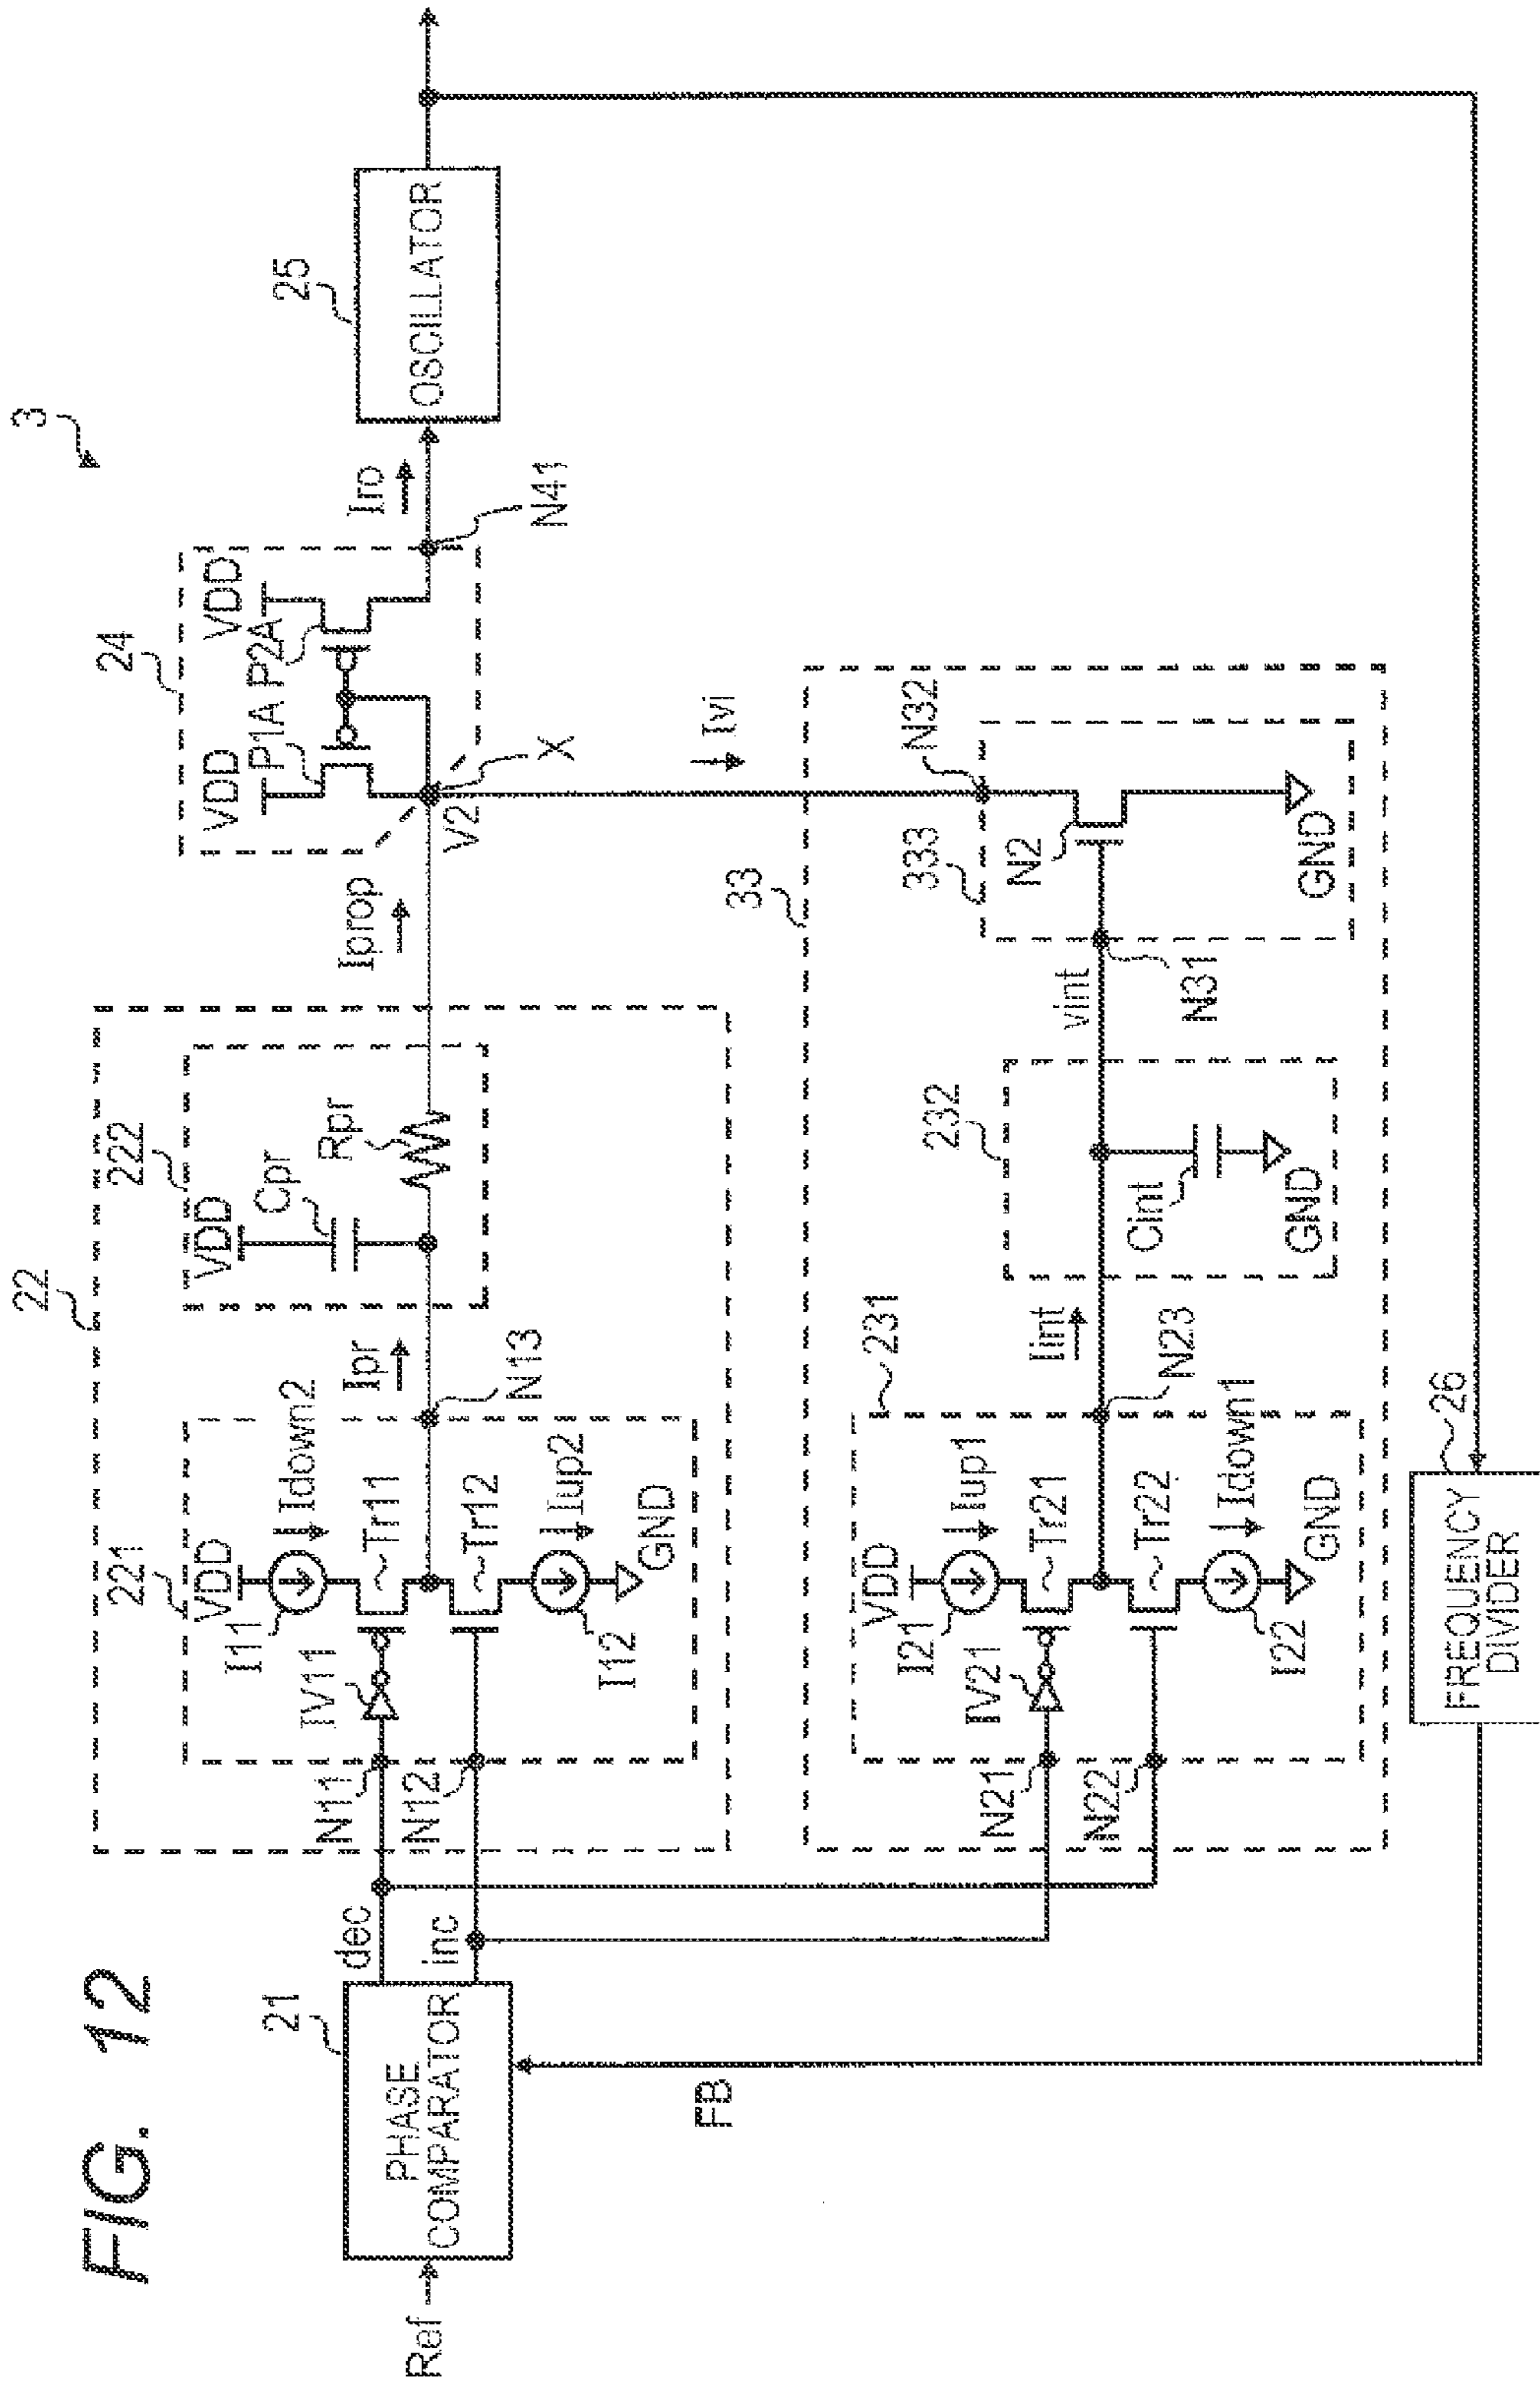 FIG. 12
3
Ref
21
PHASE
COMPARATOR
dec
inc
FB
22
221
N11
N12
IV11
I11
VDD
Idown2
Tr11
Tr12
Iup2
I12
GND
N13
Ipr
222
VDD
Cpr
Rpr
Iprop
24
VDD
P1A
P2A
VDD
V2
X
N41
Iro
25
OSCILLATOR
Ivi
33
231
N21
N22
IV21
I21
VDD
Iup1
Tr21
Tr22
Idown1
I22
GND
N23
Iint
232
Cint
GND
vint
N31
333
N32
N2
GND
26
FREQUENCY
DIVIDER